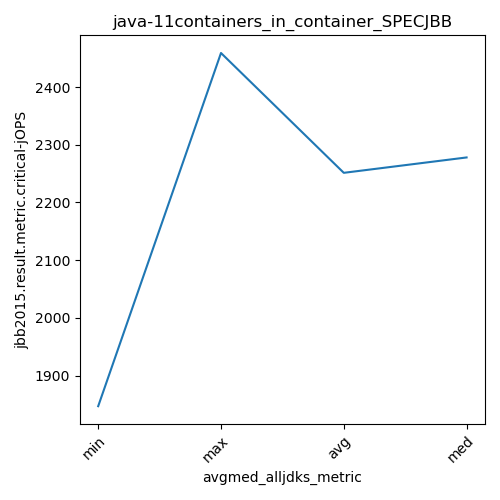 java-11containers_in_container_SPECJBB
jbb2015.result.metric.critical-jOPS
2400
2300
2200
2100
2000
1900
min
max
avg
med
avgmed_alljdks_metric